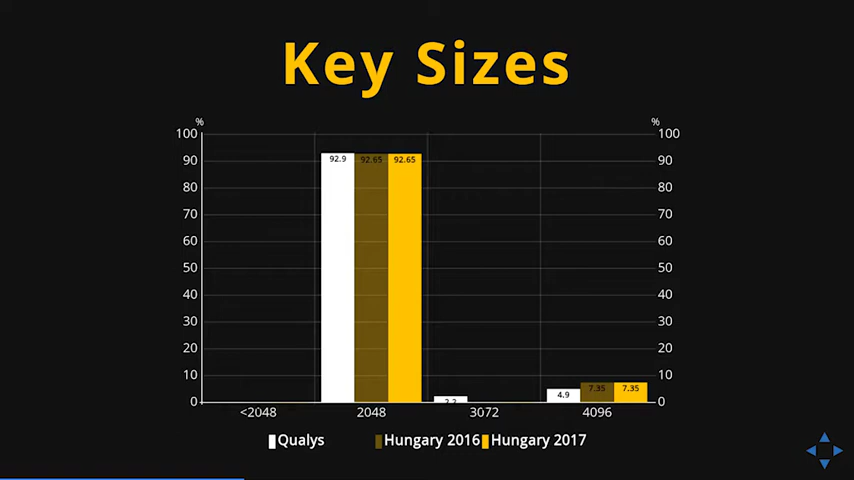 Key Sizes
% %
100 100
90 90
80 80
70 70
60 60
50 50
40 40
30 30
20 20
10 10
0 0
92.9 92.65 92.65
2.2
4.9 7.35 7.35
<2048 2048 3072 4096
Qualys Hungary 2016 Hungary 2017